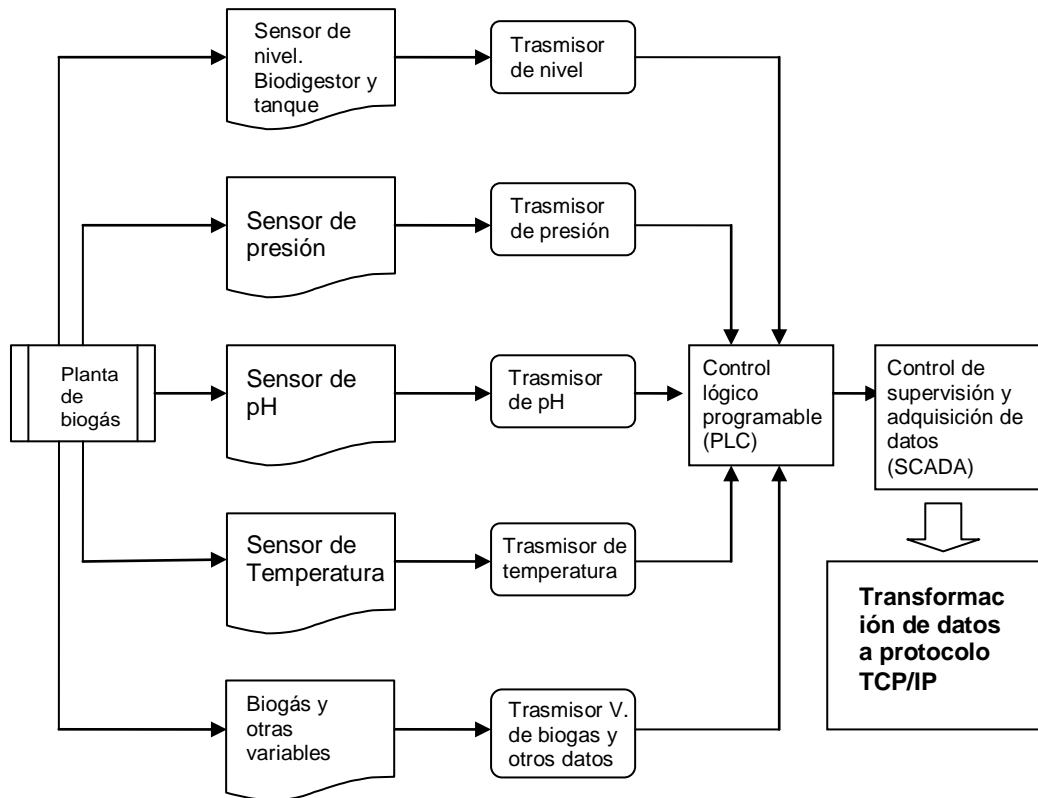 Sensor de
nivel.
Biodigestor y
tanque
Trasmisor
de nivel
Sensor de
presión
Trasmisor
de presión
Planta
de
biogás
Sensor de
pH
Trasmisor
de pH
Control
lógico
programable
(PLC)
Control de
supervisión y
adquisición de
datos
(SCADA)
Sensor de
Temperatura
Trasmisor de
temperatura
Transformac
ión de datos
a protocolo
TCP/IP
Biogás y
otras
variables
Trasmisor V.
de biogas y
otros datos